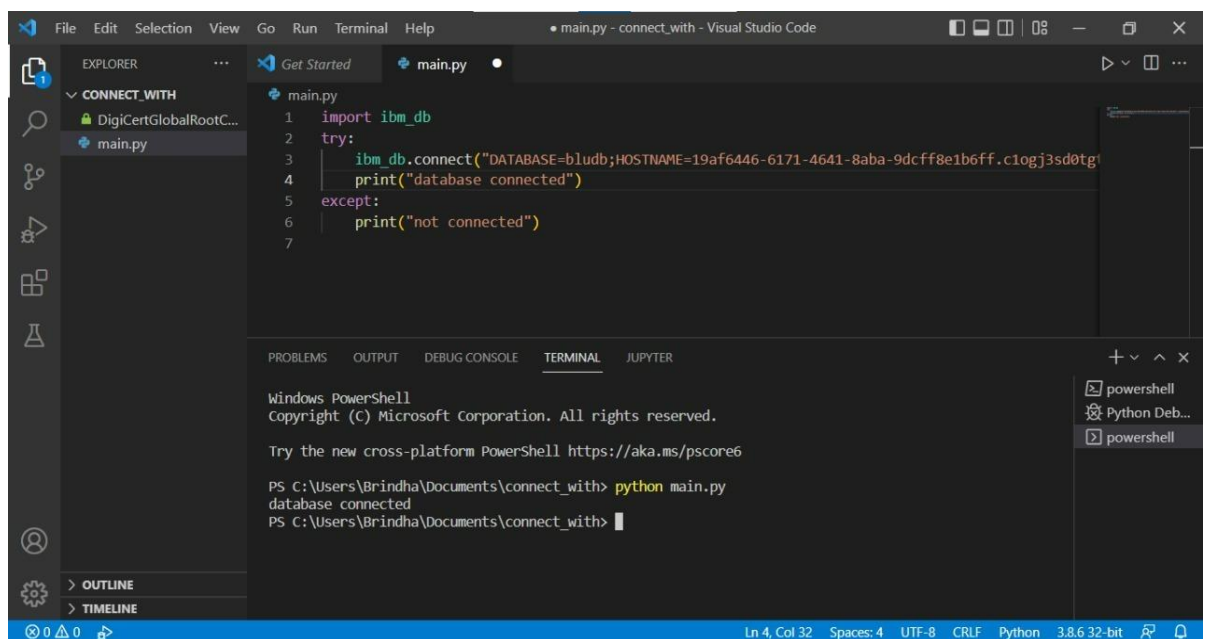 File Edit Selection View Go Run Terminal Help
● main.py - connect_with - Visual Studio Code
EXPLORER
Get Started
main.py
CONNECT_WITH
DigiCertGlobalRootC...
main.py
main.py
1 import ibm_db
2 try:
3 ibm_db.connect("DATABASE=bludb;HOSTNAME=19af6446-6171-4641-8aba-9dcff8e1b6ff.c1ogj3sd0tgt
4 print("database connected")
5 except:
6 print("not connected")
7
PROBLEMS OUTPUT DEBUG CONSOLE TERMINAL JUPYTER
Windows PowerShell
Copyright (C) Microsoft Corporation. All rights reserved.
Try the new cross-platform PowerShell https://aka.ms/pscore6
PS C:\Users\Brindha\Documents\connect_with> python main.py
database connected
PS C:\Users\Brindha\Documents\connect_with>
powershell
Python Deb...
powershell
OUTLINE
TIMELINE
0 0
Ln 4, Col 32 Spaces: 4 UTF-8 CRLF Python 3.8.6 32-bit